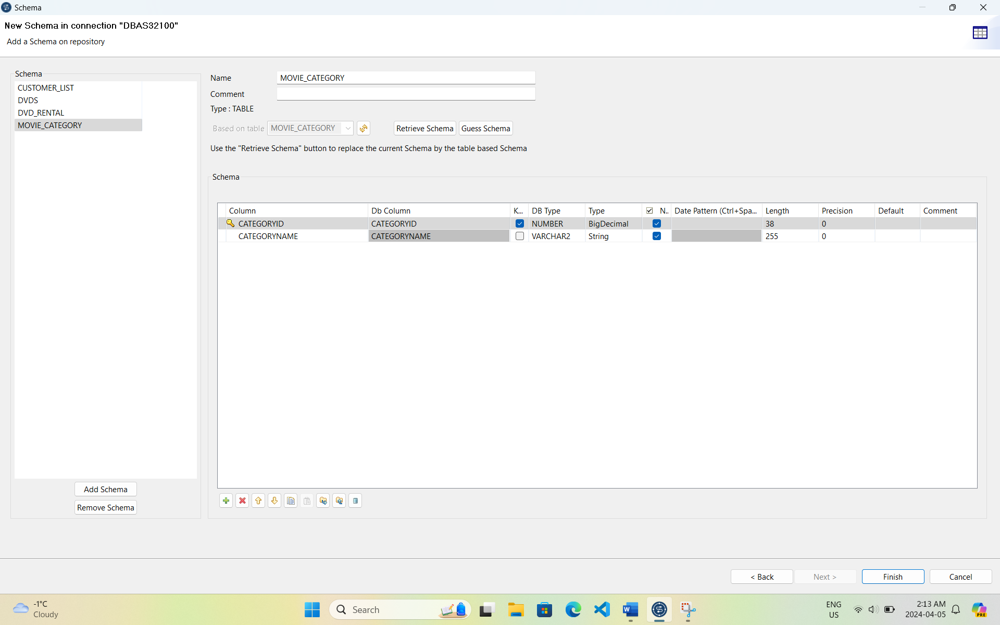 Schema
New Schema in connection "DBAS32100"
Add a Schema on repository
Schema
CUSTOMER_LIST
DVDS
DVD_RENTAL
MOVIE_CATEGORY
Add Schema
Remove Schema
Name MOVIE_CATEGORY
Comment
Type : TABLE
Based on table MOVIE_CATEGORY Retrieve Schema Guess Schema
Use the "Retrieve Schema" button to replace the current Schema by the table based Schema
Schema
Column Db Column K... DB Type Type N.. Date Pattern (Ctrl+Spa... Length Precision Default Comment
CATEGORYID CATEGORYID NUMBER BigDecimal 38 0
CATEGORYNAME CATEGORYNAME VARCHAR2 String 255 0
< Back Next > Finish Cancel
-1°C
Cloudy
Search
W
PRE
ENG
US
2:13 AM
2024-04-05